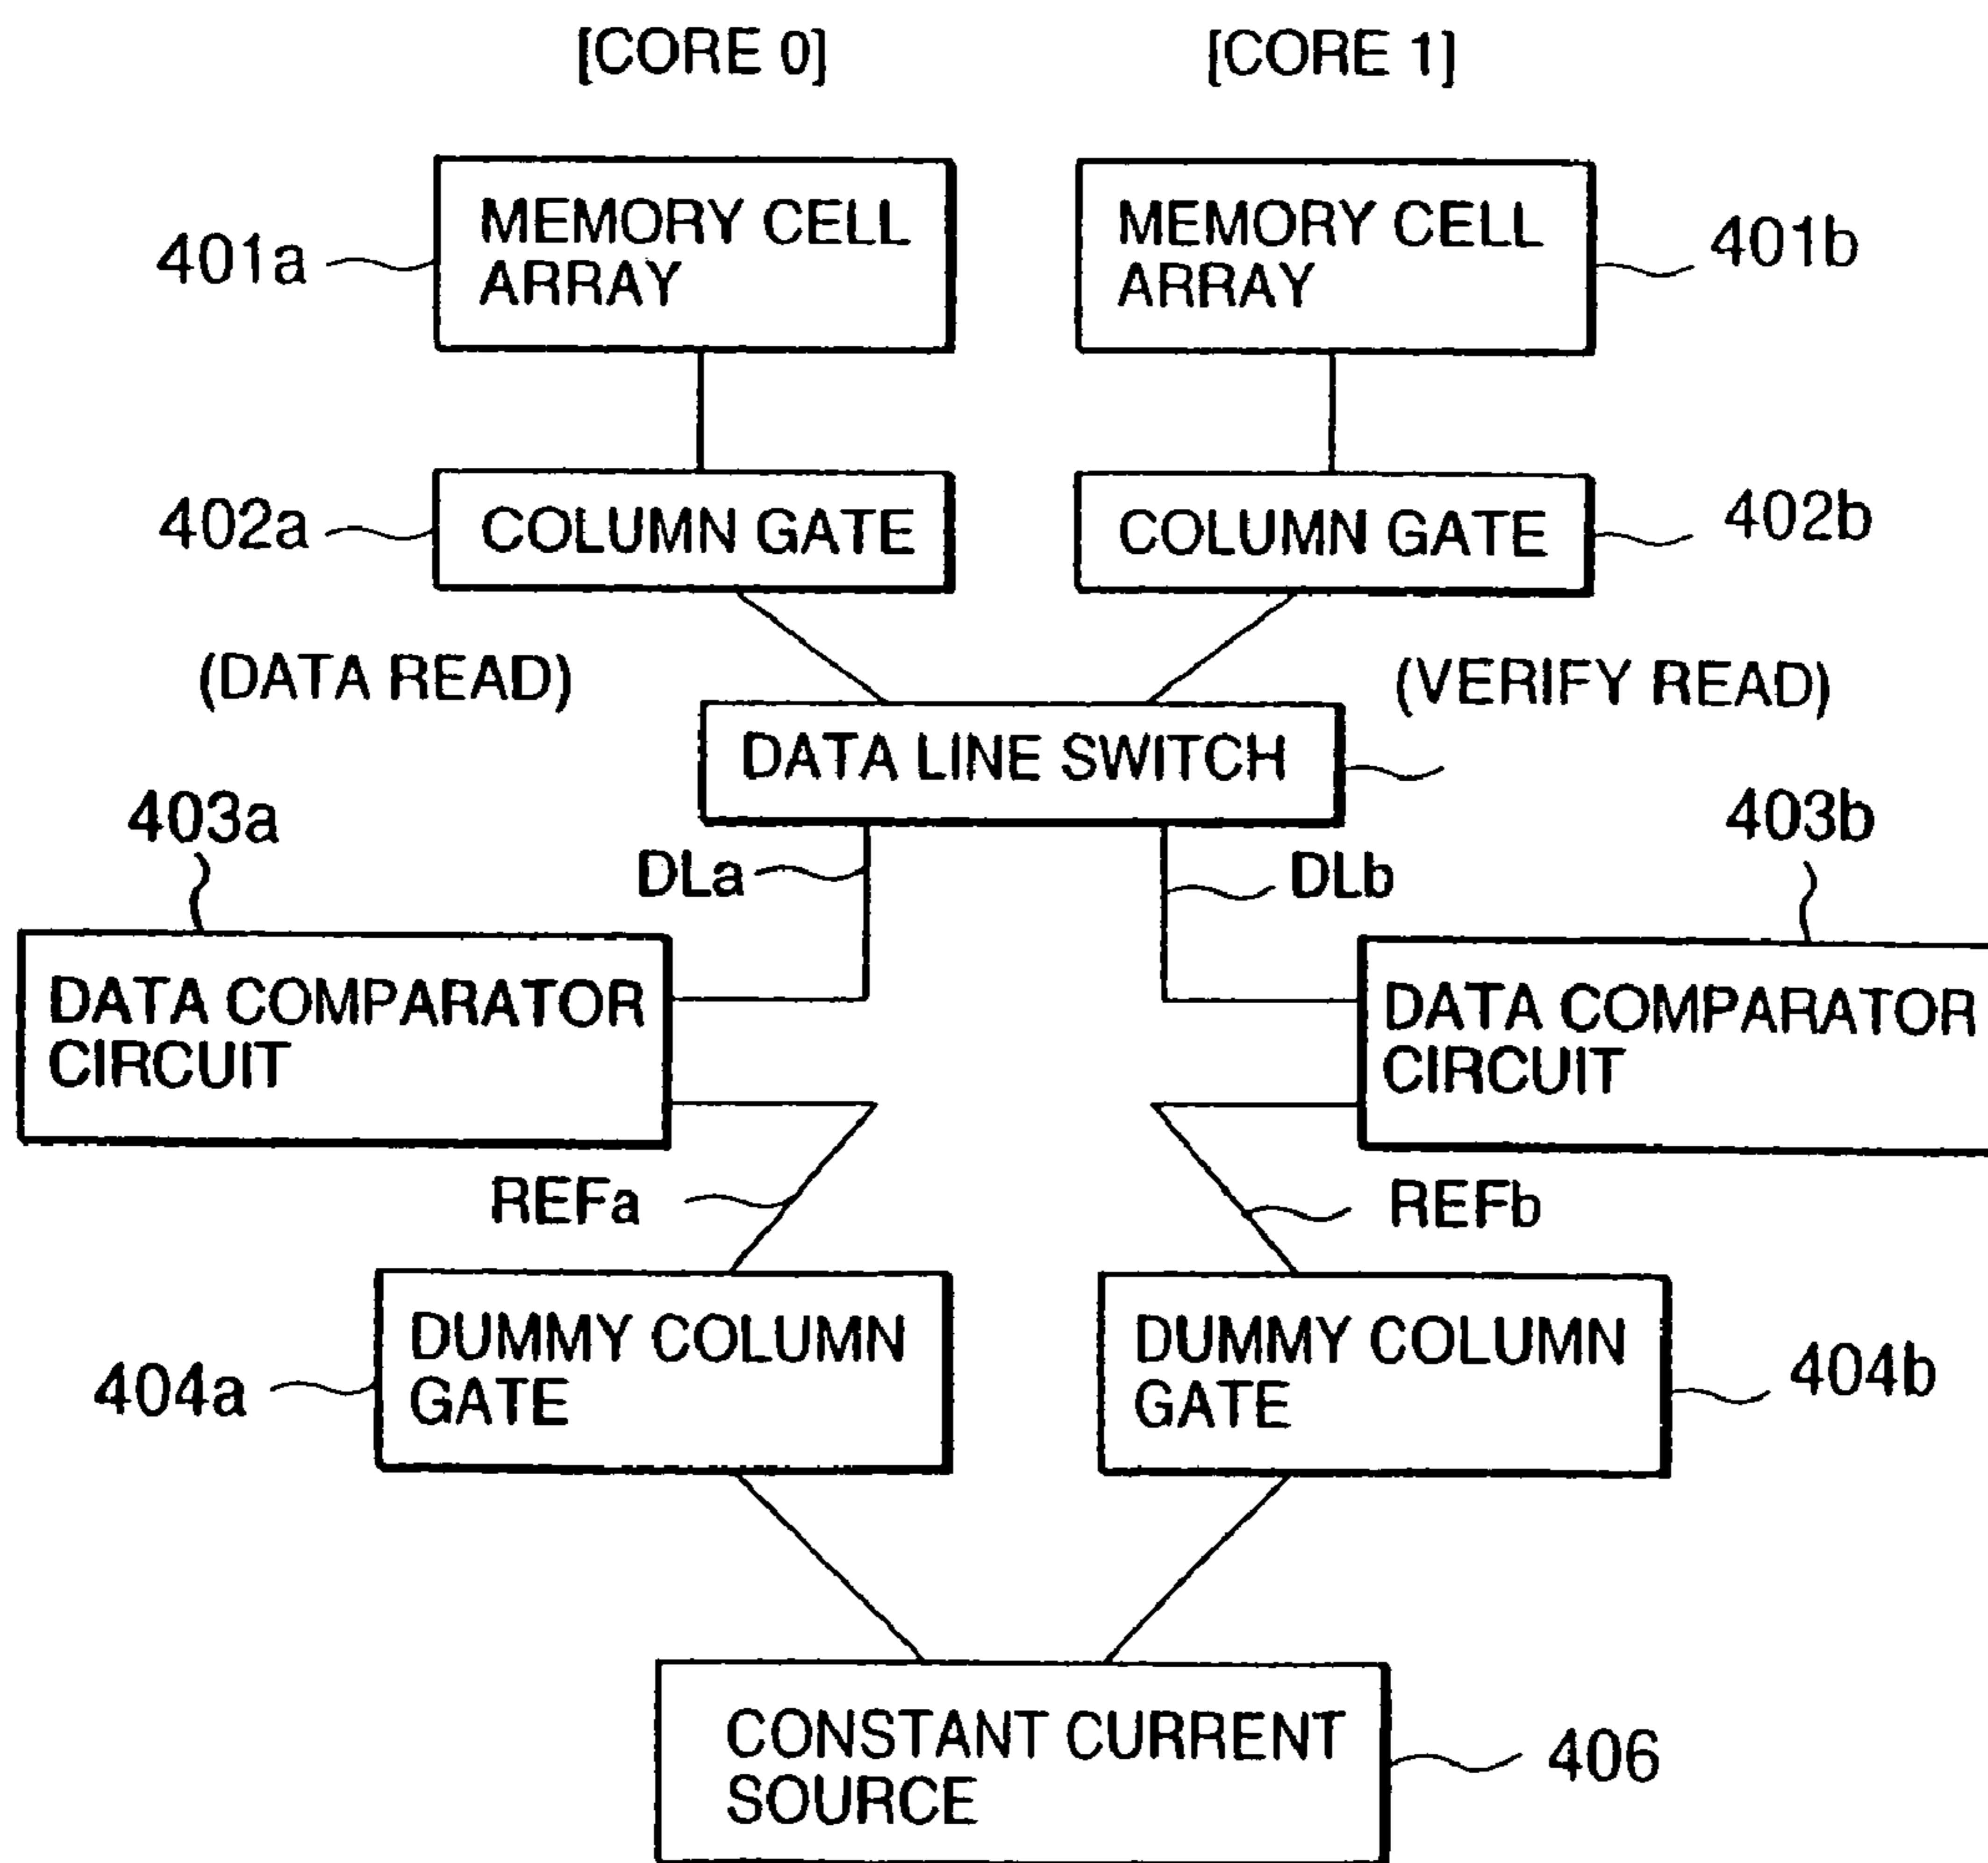 [CORE 0]
[CORE 1]
MEMORY CELL
ARRAY
401a
MEMORY CELL
ARRAY
401b
COLUMN GATE
402a
COLUMN GATE
402b
(DATA READ)
(VERIFY READ)
DATA LINE SWITCH
403a
403b
DLa
DLb
DATA COMPARATOR
CIRCUIT
DATA COMPARATOR
CIRCUIT
REFa
REFb
DUMMY COLUMN
GATE
404a
DUMMY COLUMN
GATE
404b
CONSTANT CURRENT
SOURCE
406